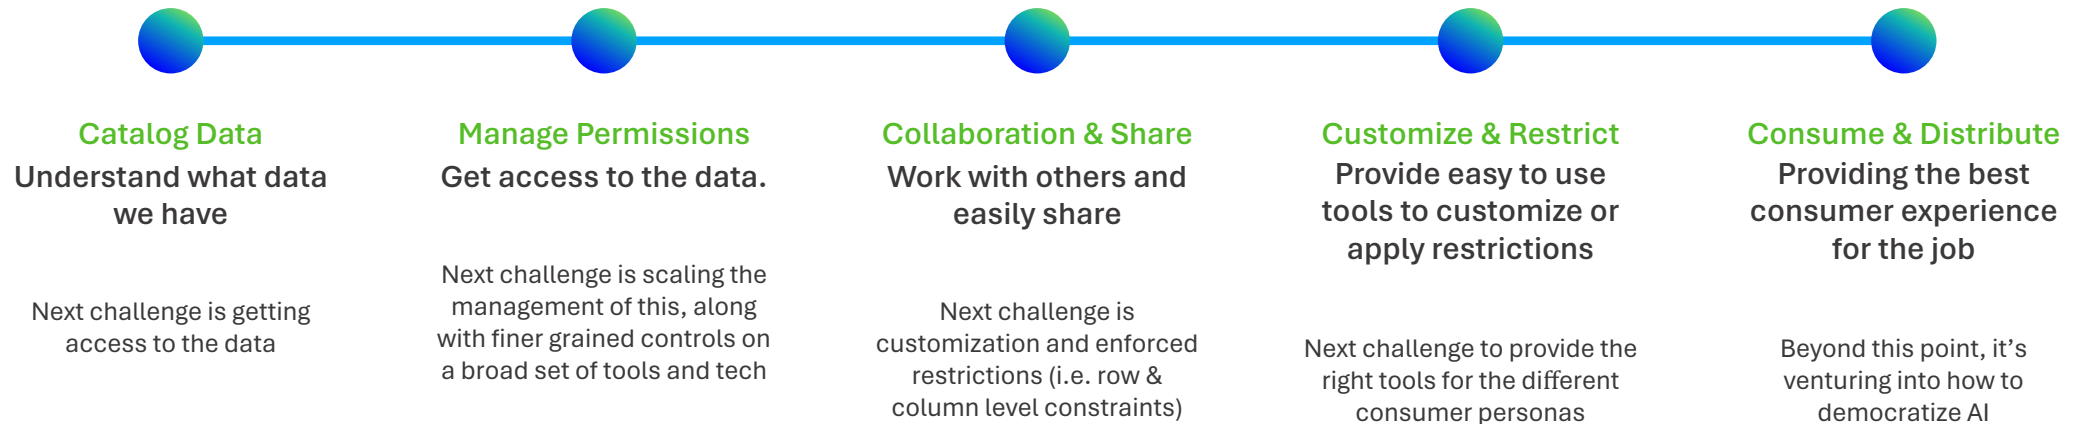 Catalog Data
Understand what data
we have
Next challenge is getting
access to the data
Manage Permissions
Get access to the data.
Next challenge is scaling the
management of this, along
with finer grained controls on
a broad set of tools and tech
Collaboration & Share
Work with others and
easily share
Next challenge is
customization and enforced
restrictions (i.e. row &
column level constraints)
Customize & Restrict
Provide easy to use
tools to customize or
apply restrictions
Next challenge to provide the
right tools for the different
consumer personas
Consume & Distribute
Providing the best
consumer experience
for the job
Beyond this point, it’s
venturing into how to
democratize AI